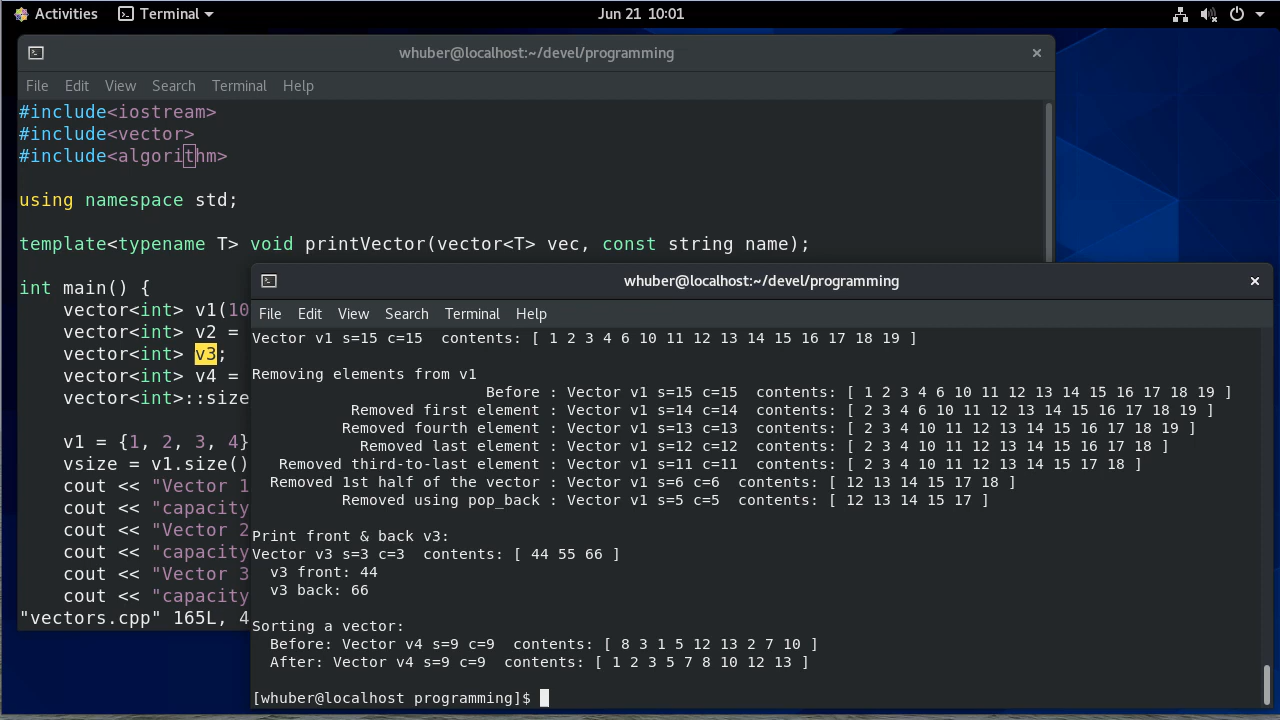 Activities Terminal Jun 21 10:01
whuber@localhost:~/devel/programming
File Edit View Search Terminal Help
#include<iostream>
#include<vector>
#include<algorithm>
using namespace std;
template<typename T> void printVector(vector<T> vec, const string name);
int main() {
    vector<int> v1(10
    vector<int> v2 =
    vector<int> v3;
    vector<int> v4 =
    vector<int>::size
    v1 = {1, 2, 3, 4}
    vsize = v1.size()
    cout << "Vector 1
    cout << "capacity
    cout << "Vector 2
    cout << "capacity
    cout << "Vector 3
    cout << "capacity
"vectors.cpp" 165L, 4
whuber@localhost:~/devel/programming
File Edit View Search Terminal Help
Vector v1 s=15 c=15  contents: [ 1 2 3 4 6 10 11 12 13 14 15 16 17 18 19 ]
Removing elements from v1
                          Before : Vector v1 s=15 c=15  contents: [ 1 2 3 4 6 10 11 12 13 14 15 16 17 18 19 ]
           Removed first element : Vector v1 s=14 c=14  contents: [ 2 3 4 6 10 11 12 13 14 15 16 17 18 19 ]
          Removed fourth element : Vector v1 s=13 c=13  contents: [ 2 3 4 10 11 12 13 14 15 16 17 18 19 ]
            Removed last element : Vector v1 s=12 c=12  contents: [ 2 3 4 10 11 12 13 14 15 16 17 18 ]
   Removed third-to-last element : Vector v1 s=11 c=11  contents: [ 2 3 4 10 11 12 13 14 15 17 18 ]
  Removed 1st half of the vector : Vector v1 s=6 c=6  contents: [ 12 13 14 15 17 18 ]
          Removed using pop_back : Vector v1 s=5 c=5  contents: [ 12 13 14 15 17 ]
Print front & back v3:
Vector v3 s=3 c=3  contents: [ 44 55 66 ]
  v3 front: 44
  v3 back: 66
Sorting a vector:
  Before: Vector v4 s=9 c=9  contents: [ 8 3 1 5 12 13 2 7 10 ]
  After: Vector v4 s=9 c=9  contents: [ 1 2 3 5 7 8 10 12 13 ]
[whuber@localhost programming]$